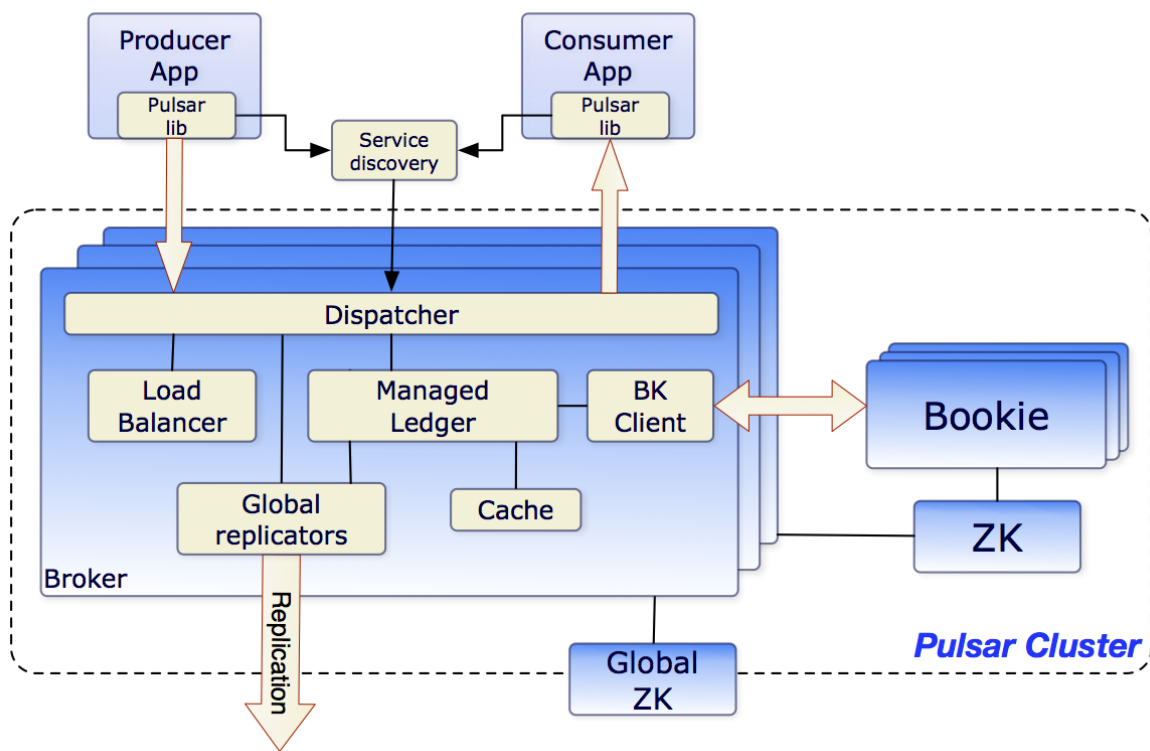 Producer
App
Pulsar
lib
Consumer
App
Pulsar
lib
Service
discovery
Dispatcher
Load
Balancer
Managed
Ledger
BK
Client
Bookie
Global
replicators
Cache
ZK
Broker
Replication
Global
ZK
Pulsar Cluster